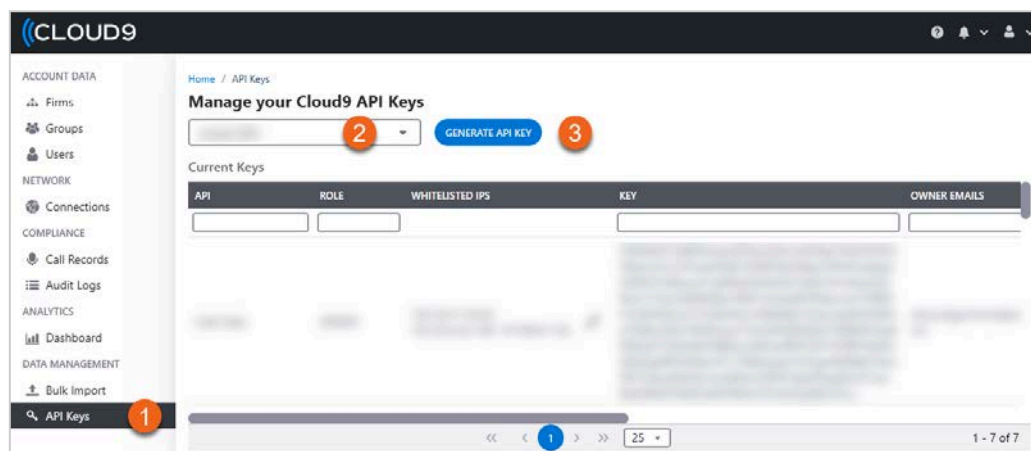 CLOUD9
ACCOUNT DATA
Firms
Groups
Users
NETWORK
Connections
COMPLIANCE
Call Records
Audit Logs
ANALYTICS
Dashboard
DATA MANAGEMENT
Bulk Import
API Keys 1
Home / API Keys
Manage your Cloud9 API Keys
2 GENERATE API KEY 3
Current Keys
API ROLE WHITELISTED IPS KEY OWNER EMAILS
1 25 1 - 7 of 7